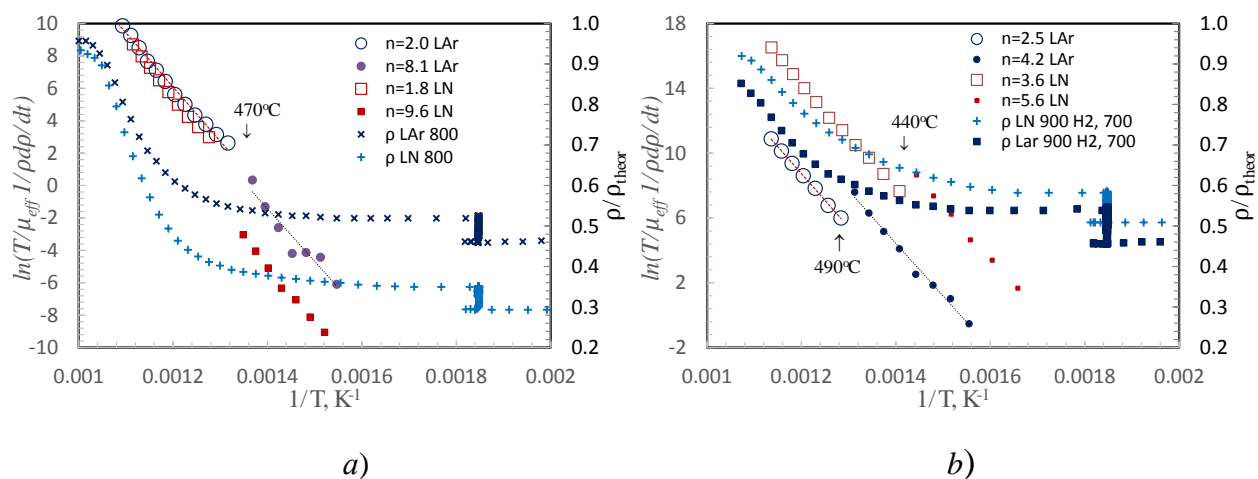 10
8
6
4
2
0
-2
-4
-6
-8
-10
ln(T/μeff 1/ρdρ/dt)
n=2.0 LAr
n=8.1 LAr
n=1.8 LN
n=9.6 LN
ρ LAr 800
ρ LN 800
470°C
1.0
0.9
0.8
0.7
0.6
0.5
0.4
0.3
0.2
ρ/ρtheor
0.001 0.0012 0.0014 0.0016 0.0018 0.002
1/T, K-1
a)
18
14
10
6
2
-2
ln(T/μeff 1/ρdρ/dt)
n=2.5 LAr
n=4.2 LAr
n=3.6 LN
n=5.6 LN
ρ LN 900 H2, 700
ρ Lar 900 H2, 700
440°C
490°C
1.0
0.9
0.8
0.7
0.6
0.5
0.4
0.3
0.2
ρ/ρtheor
0.001 0.0012 0.0014 0.0016 0.0018 0.002
1/T, K-1
b)